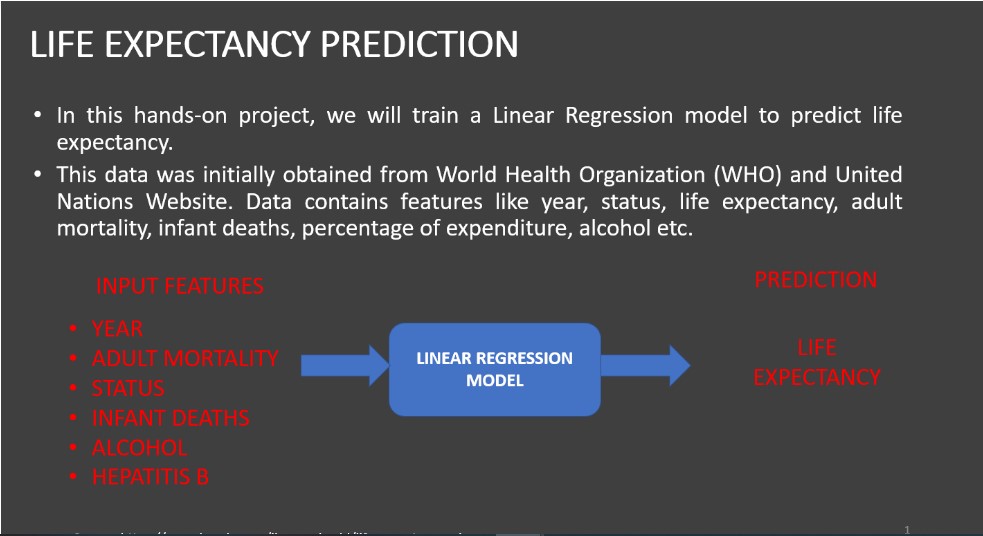 LIFE EXPECTANCY PREDICTION
• In this hands-on project, we will train a Linear Regression model to predict life
expectancy.
• This data was initially obtained from World Health Organization (WHO) and United
Nations Website. Data contains features like year, status, life expectancy, adult
mortality, infant deaths, percentage of expenditure, alcohol etc.
INPUT FEATURES
• YEAR
• ADULT MORTALITY
• STATUS
• INFANT DEATHS
• ALCOHOL
• HEPATITIS B
LINEAR REGRESSION
MODEL
PREDICTION
LIFE
EXPECTANCY
1